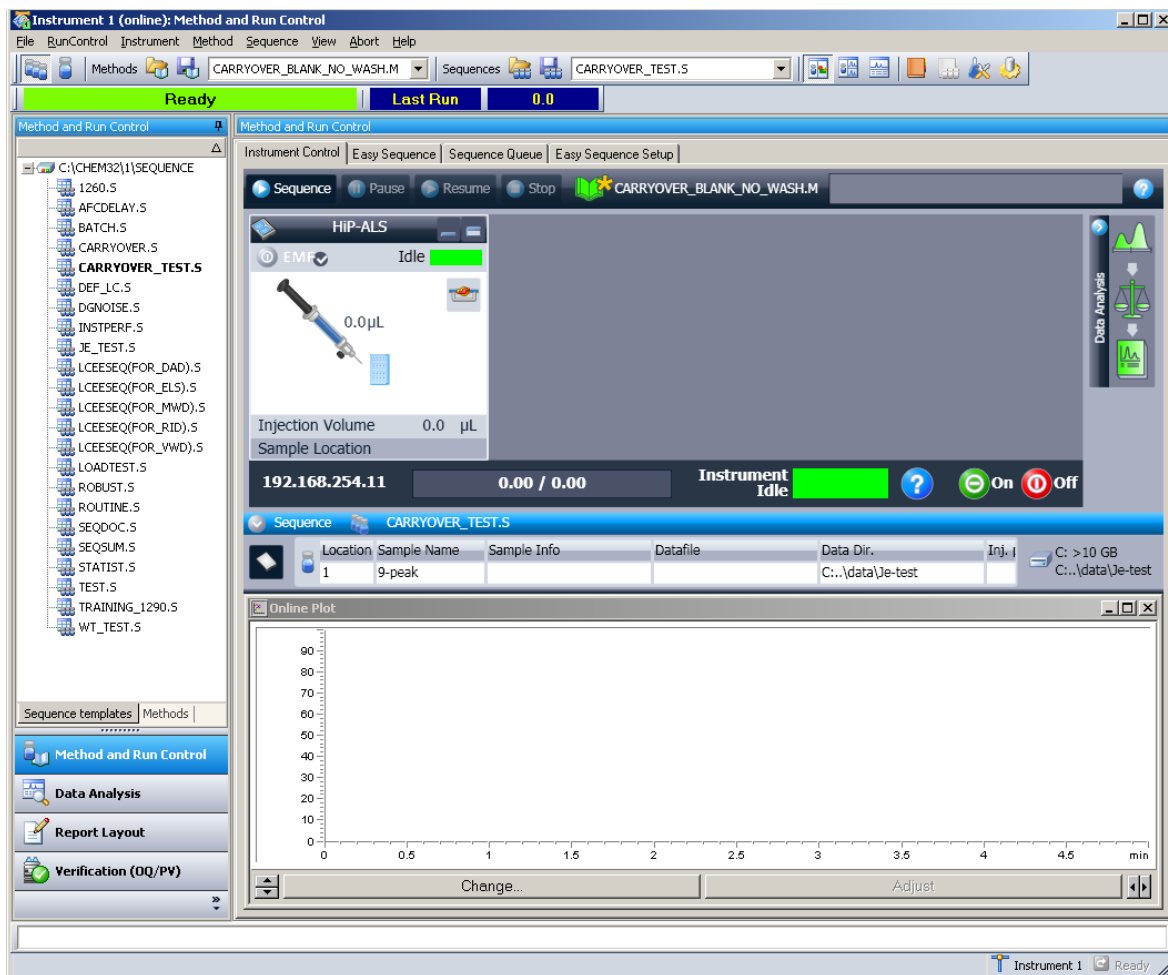 Instrument 1 (online): Method and Run Control
File RunControl Instrument Method Sequence View Abort Help
Methods CARRYOVER_BLANK_NO_WASH.M Sequences CARRYOVER_TEST.S
Ready Last Run 0.0
Method and Run Control
C:\CHEM32\1\SEQUENCE
1260.S
AFCDELAY.S
BATCH.S
CARRYOVER.S
CARRYOVER_TEST.S
DEF_LC.S
DGNOISE.S
INSTPERF.S
JE_TEST.S
LCEESEQ(FOR_DAD).S
LCEESEQ(FOR_ELS).S
LCEESEQ(FOR_MWD).S
LCEESEQ(FOR_RID).S
LCEESEQ(FOR_VWD).S
LOADTEST.S
ROBUST.S
ROUTINE.S
SEQDOC.S
SEQSUM.S
STATIST.S
TEST.S
TRAINING_1290.S
WT_TEST.S
Sequence templates Methods
Method and Run Control
Data Analysis
Report Layout
Verification (OQ/PV)
Method and Run Control
Instrument Control Easy Sequence Sequence Queue Easy Sequence Setup
Sequence Pause Resume Stop CARRYOVER_BLANK_NO_WASH.M
HiP-ALS
EMF Idle
0.0µL
Injection Volume 0.0 µL
Sample Location
Data Analysis
192.168.254.11 0.00 / 0.00 Instrument Idle On Off
Sequence CARRYOVER_TEST.S
Location Sample Name Sample Info Datafile Data Dir. Inj.
1 9-peak C:..\data\Je-test
C: >10 GB
C:..\data\Je-test
Online Plot
90
80
70
60
50
40
30
20
10
0
0 0.5 1 1.5 2 2.5 3 3.5 4 4.5 min
Change... Adjust
Instrument 1 Ready